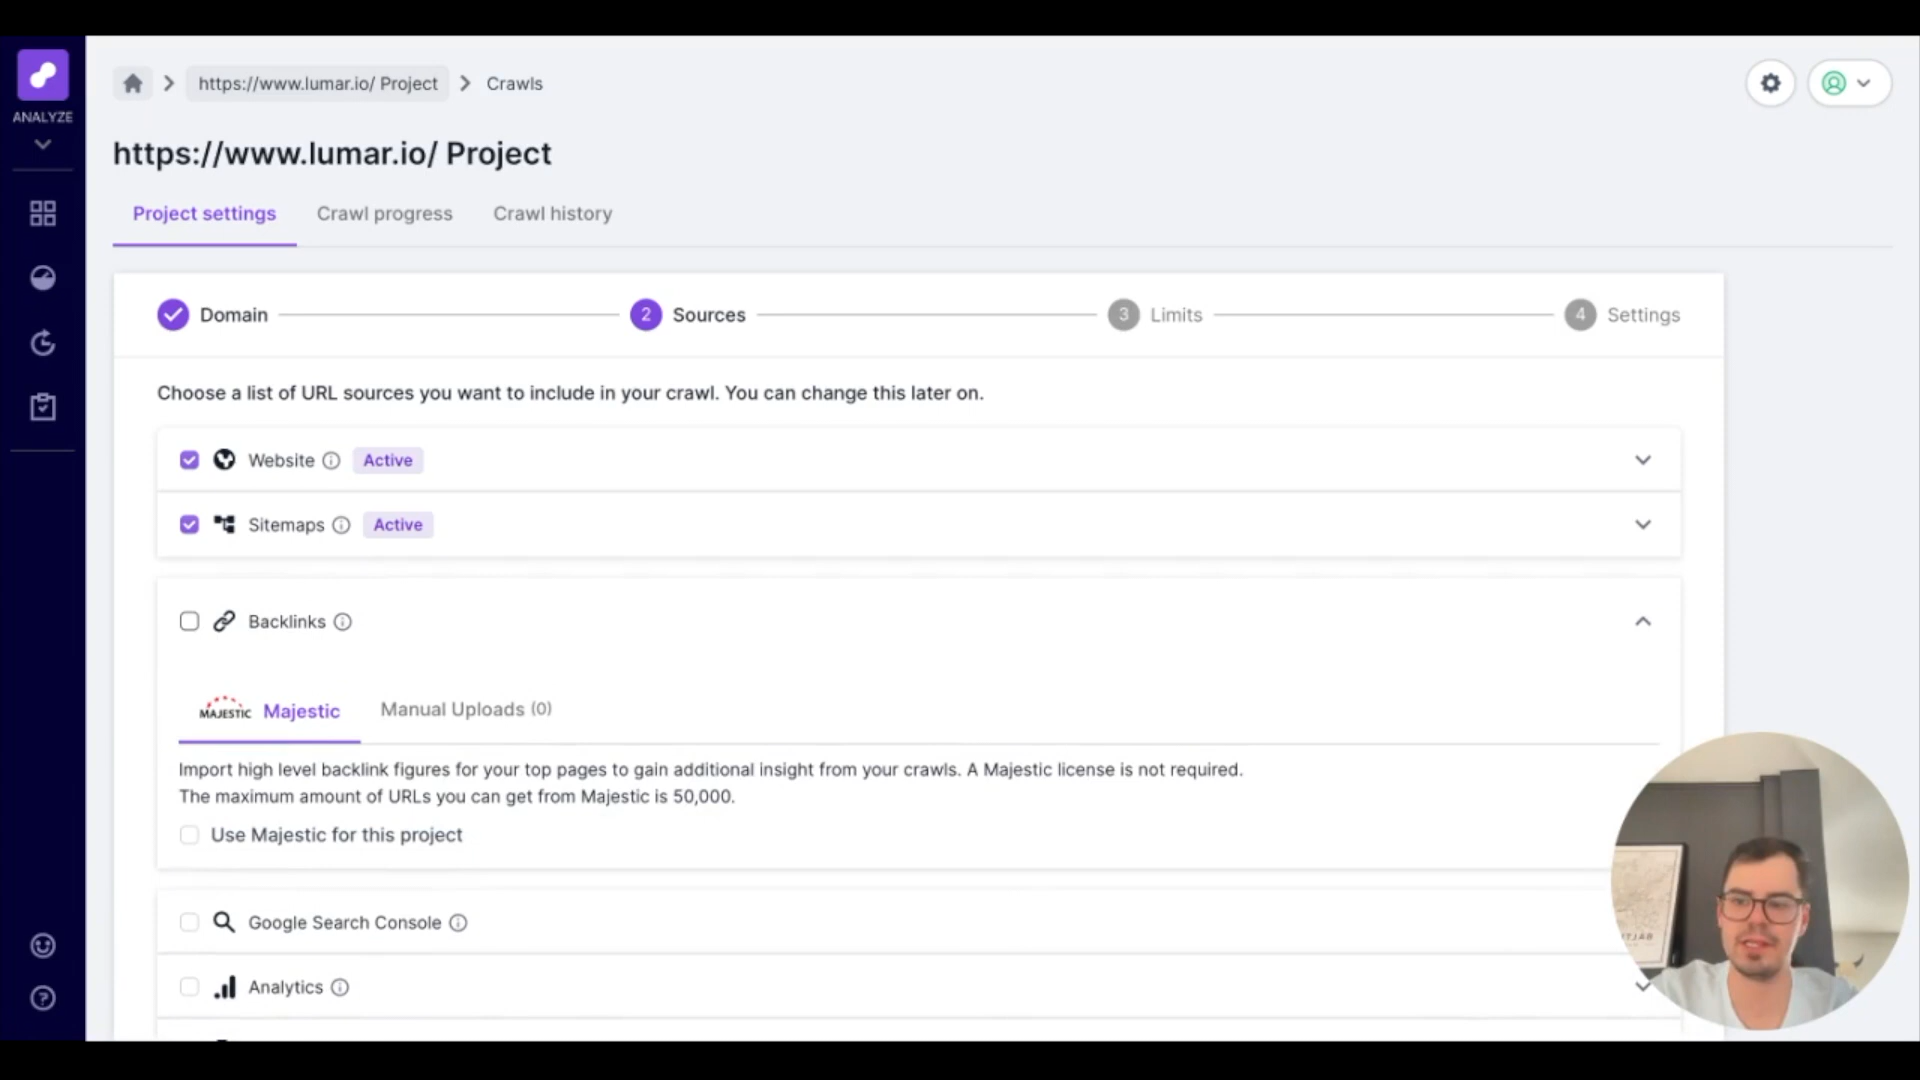 ANALYZE
https://www.lumar.io/ Project
Crawls
https://www.lumar.io/ Project
Project settings
Crawl progress
Crawl history
Domain
2 Sources
3 Limits
4 Settings
Choose a list of URL sources you want to include in your crawl. You can change this later on.
Website
Active
Sitemaps
Active
Backlinks
MAJESTIC Majestic
Manual Uploads (0)
Import high level backlink figures for your top pages to gain additional insight from your crawls. A Majestic license is not required.
The maximum amount of URLs you can get from Majestic is 50,000.
Use Majestic for this project
Google Search Console
Analytics